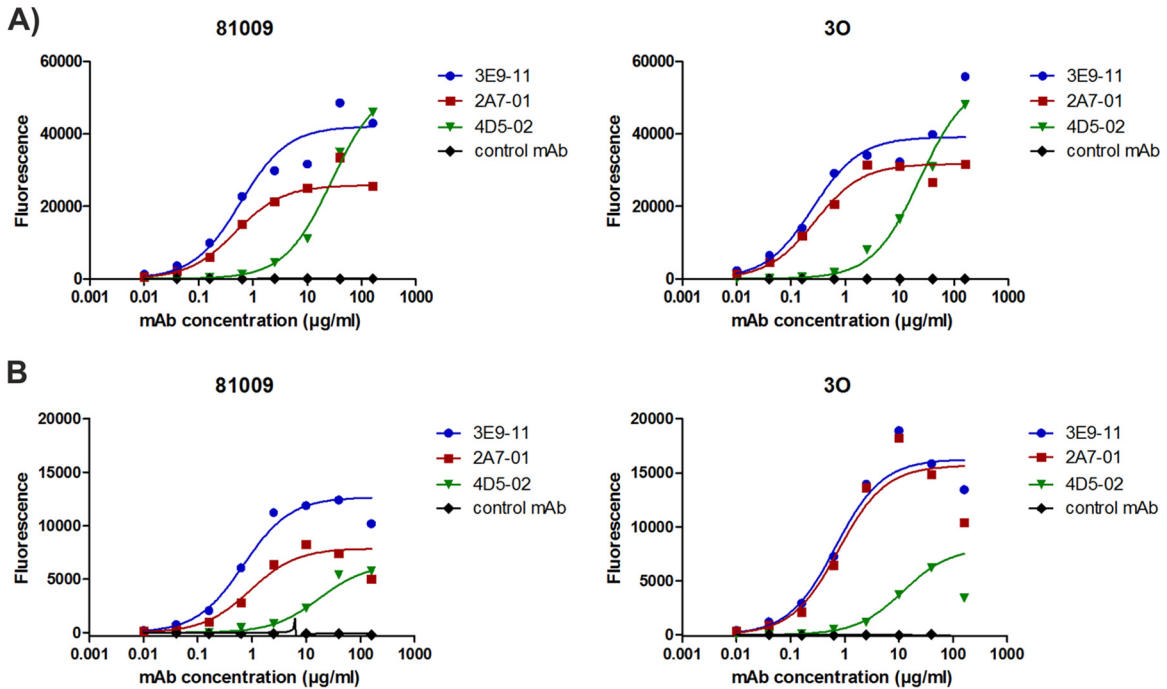 A)
81009
60000
40000
20000
0
Fluorescence
0.001 0.01 0.1 1 10 100 1000
mAb concentration (µg/ml)
3E9-11
2A7-01
4D5-02
control mAb
3O
60000
40000
20000
0
Fluorescence
0.001 0.01 0.1 1 10 100 1000
mAb concentration (µg/ml)
3E9-11
2A7-01
4D5-02
control mAb
B
81009
20000
15000
10000
5000
0
Fluorescence
0.001 0.01 0.1 1 10 100 1000
mAb concentration (µg/ml)
3E9-11
2A7-01
4D5-02
control mAb
3O
20000
15000
10000
5000
0
Fluorescence
0.001 0.01 0.1 1 10 100 1000
mAb concentration (µg/ml)
3E9-11
2A7-01
4D5-02
control mAb